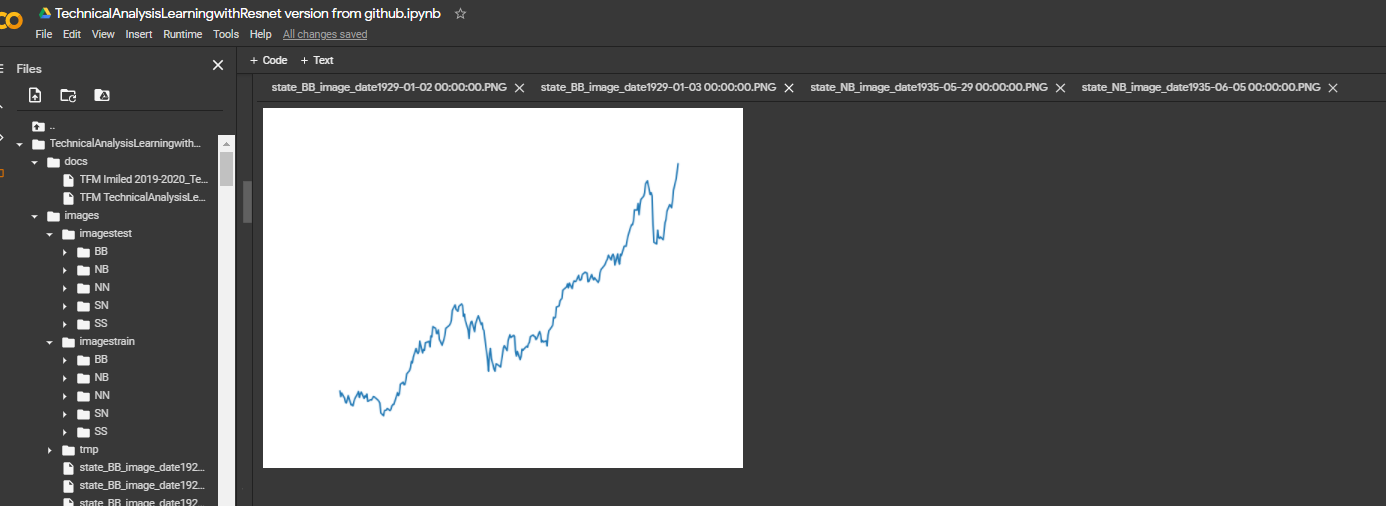 CO
TechnicalAnalysisLearningwithResnet version from github.ipynb
File Edit View Insert Runtime Tools Help All changes saved
Files
+ Code + Text
state_BB_image_date1929-01-02 00:00:00.PNG
state_BB_image_date1929-01-03 00:00:00.PNG
state_NB_image_date1935-05-29 00:00:00.PNG
state_NB_image_date1935-06-05 00:00:00.PNG
..
TechnicalAnalysisLearningwith...
docs
TFM Imiled 2019-2020_Te...
TFM TechnicalAnalysisLe...
images
imagestest
BB
NB
NN
SN
SS
imagestrain
BB
NB
NN
SN
SS
tmp
state_BB_image_date192...
state_BB_image_date192...
state_BB_image_date192...